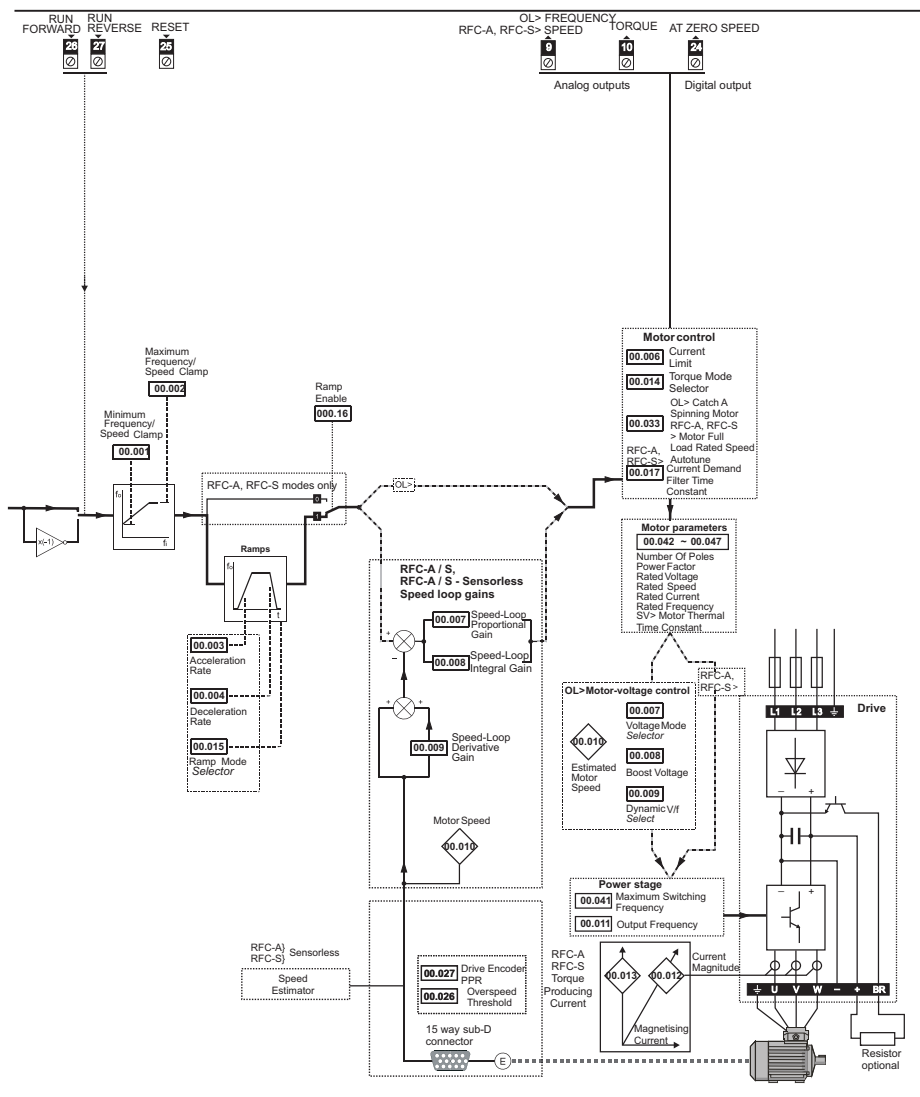 RUN
FORWARD
RUN
REVERSE
RESET
26
27
25
OL> FREQUENCY
RFC-A, RFC-S> SPEED
TORQUE
AT ZERO SPEED
9
10
24
Analog outputs
Digital output
Motor control
00.006 Current
Limit
00.014 Torque Mode
Selector
OL> Catch A
Spinning Motor
00.033 RFC-A, RFC-S
> Motor Full
Load Rated Speed
RFC-A,
RFC-S>
Autotune
00.017 Current Demand
Filter Time
Constant
Maximum
Frequency/
Speed Clamp
00.002
Minimum
Frequency/
Speed Clamp
00.001
Ramp
Enable
000.16
RFC-A, RFC-S modes only
0
1
OL>
x(-1)
fo
fi
Ramps
fo
t
00.003
Acceleration
Rate
00.004
Deceleration
Rate
00.015
Ramp Mode
Selector
RFC-A / S,
RFC-A / S - Sensorless
Speed loop gains
00.007 Speed-Loop
Proportional
Gain
00.008 Speed-Loop
Integral Gain
+
–
+
+
00.009 Speed-Loop
Derivative
Gain
Motor Speed
00.010
Motor parameters
00.042 ~ 00.047
Number Of Poles
Power Factor
Rated Voltage
Rated Speed
Rated Current
Rated Frequency
SV> Motor Thermal
Time Constant
RFC-A,
RFC-S >
OL>Motor-voltage control
00.007
Voltage Mode
Selector
00.010
Estimated
Motor
Speed
00.008
Boost Voltage
00.009
Dynamic V/f
Select
Power stage
00.041 Maximum Switching
Frequency
00.011 Output Frequency
L1 L2 L3
Drive
– +
– +
U V W – + BR
Resistor
optional
RFC-A
RFC-S
Torque
Producing
Current
00.013
00.012
Current
Magnitude
Magnetising
Current
RFC-A}
RFC-S}
Sensorless
Speed
Estimator
00.027 Drive Encoder
PPR
00.026 Overspeed
Threshold
15 way sub-D
connector
E